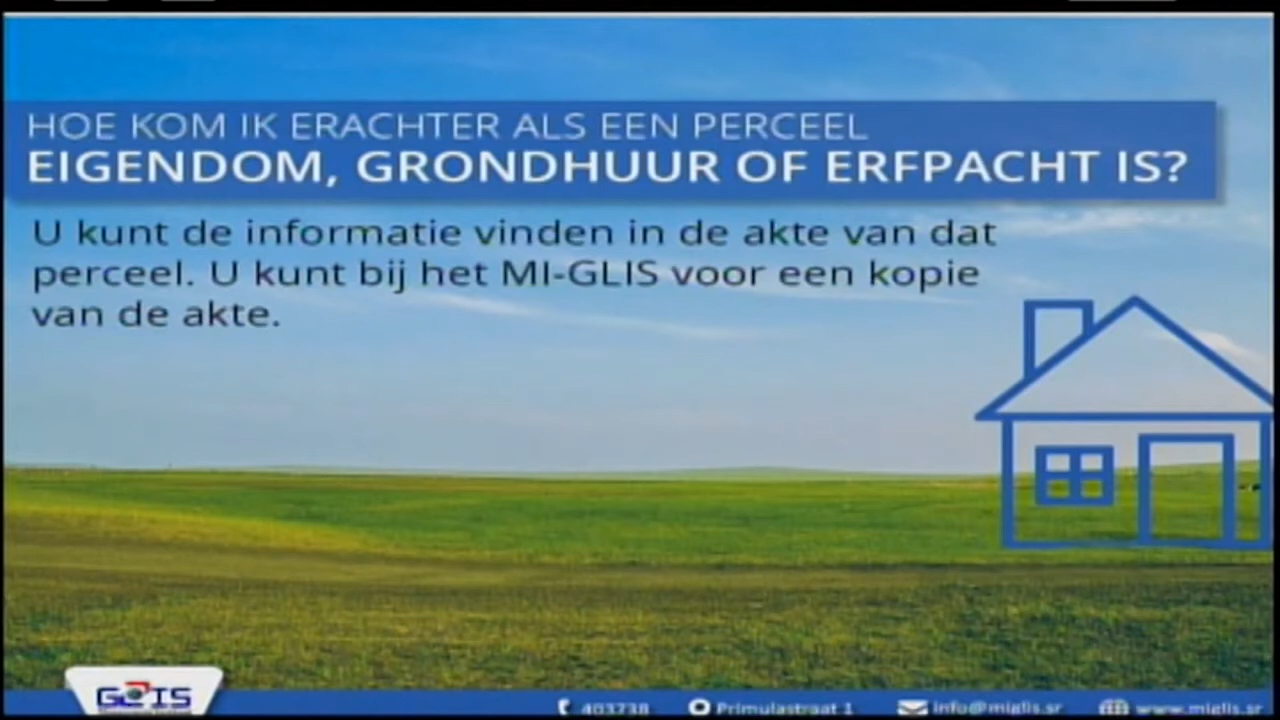 HOE KOM IK ERACHTER ALS EEN PERCEEL
EIGENDOM, GRONDHUUR OF ERFPACHT IS?
U kunt de informatie vinden in de akte van dat
perceel. U kunt bij het MI-GLIS voor een kopie
van de akte.
GLIS
403738 Primulastraat 1 info@miglis.sr www.miglis.sr